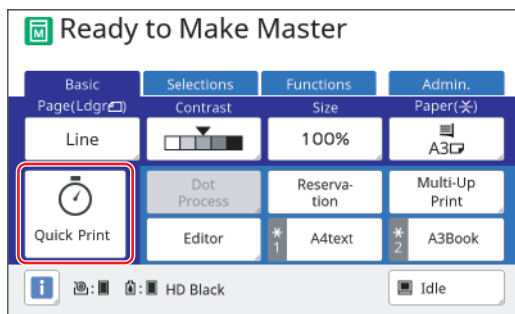 M Ready to Make Master
Basic Selections Functions Admin.
Page(Ldgr) Contrast Size Paper(⚹)
Line 100% A3
Quick Print
Dot Process
Reserva-
tion
Multi-Up
Print
Editor
*
1
A4text
*
2
A3Book
i : : HD Black Idle